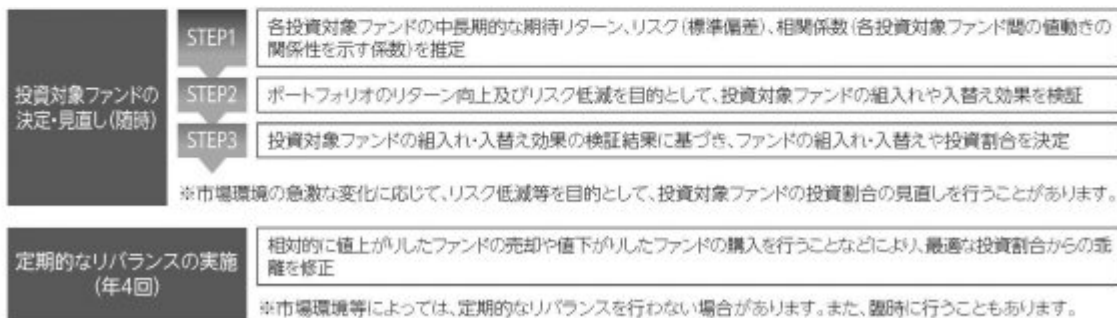 投資対象ファンドの
決定・見直し(随時)
STEP1
各投資対象ファンドの中長期的な期待リターン、リスク(標準偏差)、相関係数(各投資対象ファンド間の値動きの
関係性を示す係数)を推定
STEP2
ポートフォリオのリターン向上及びリスク低減を目的として、投資対象ファンドの組入れや入替え効果を検証
STEP3
投資対象ファンドの組入れ・入替え効果の検証結果に基づき、ファンドの組入れ・入替えや投資割合を決定
※市場環境の急激な変化に応じて、リスク低減等を目的として、投資対象ファンドの投資割合の見直しを行うことがあります。
定期的なリバランスの実施
(年4回)
相対的に値上がりしたファンドの売却や値下がりしたファンドの購入を行うことなどにより、最適な投資割合からの乖
離を修正
※市場環境等によっては、定期的なリバランスを行わない場合があります。また、臨時に行うこともあります。